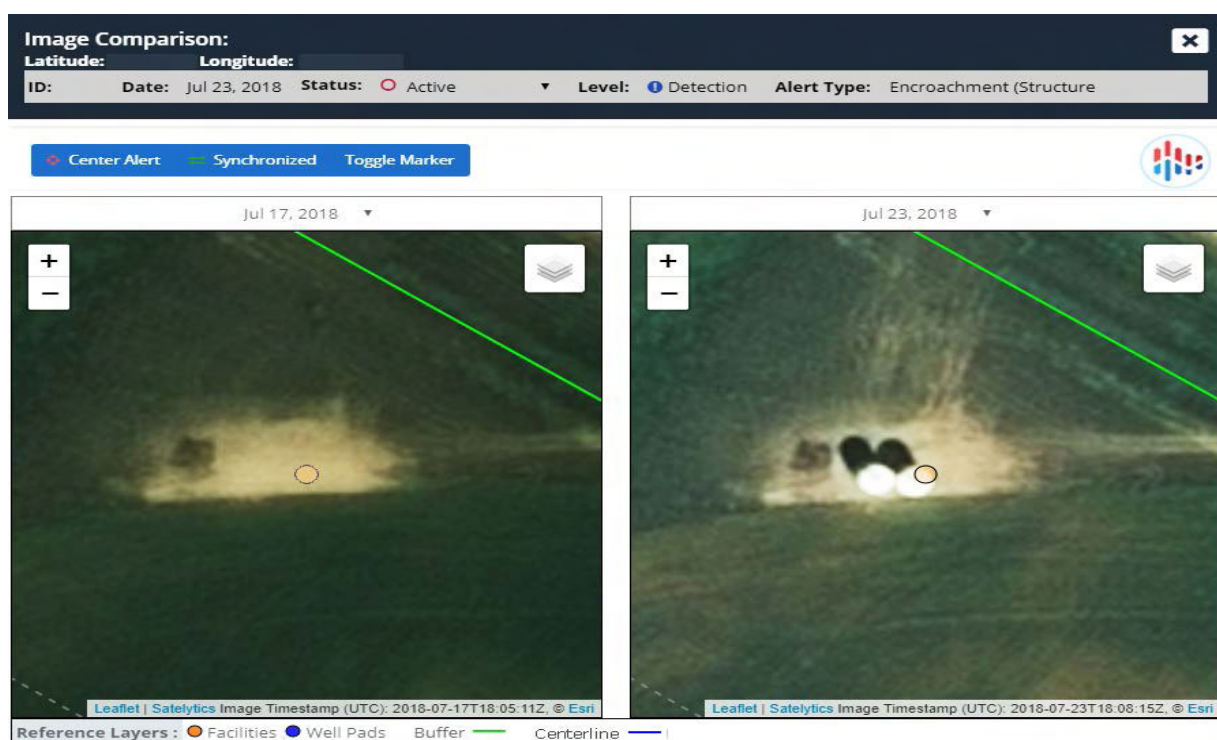 Image Comparison:
Latitude: Longitude:
ID: Date: Jul 23, 2018 Status: Active ▼ Level: Detection Alert Type: Encroachment (Structure
Center Alert Synchronized Toggle Marker
Jul 17, 2018 ▼
Jul 23, 2018 ▼
+
−
+
−
Leaflet | Satelytics Image Timestamp (UTC): 2018-07-17T18:05:11Z, © Esri
Leaflet | Satelytics Image Timestamp (UTC): 2018-07-23T18:08:15Z, © Esri
Reference Layers : Facilities Well Pads Buffer Centerline